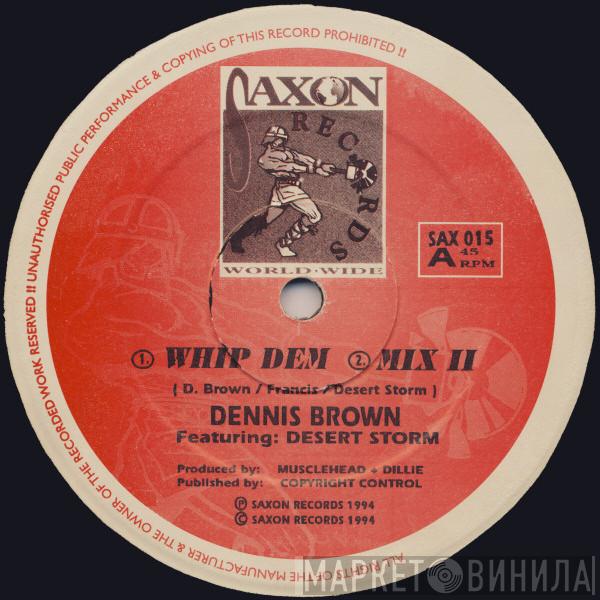 ALL RIGHTS OF THE MANUFACTURER & THE OWNER OF THE RECORDED WORK RESERVED !! UNAUTHORISED PUBLIC PERFORMANCE & COPYING OF THIS RECORD PROHIBITED !!
SAXON
RECORDS
WORLD·WIDE
SAX 015
A 45 RPM
1. WHIP DEM 2. MIX II
( D. Brown / Francis / Desert Storm )
DENNIS BROWN
Featuring: DESERT STORM
Produced by: MUSCLEHEAD + DILLIE
Published by: COPYRIGHT CONTROL
℗ SAXON RECORDS 1994
© SAXON RECORDS 1994
МАРКЕТ ВИНИЛА